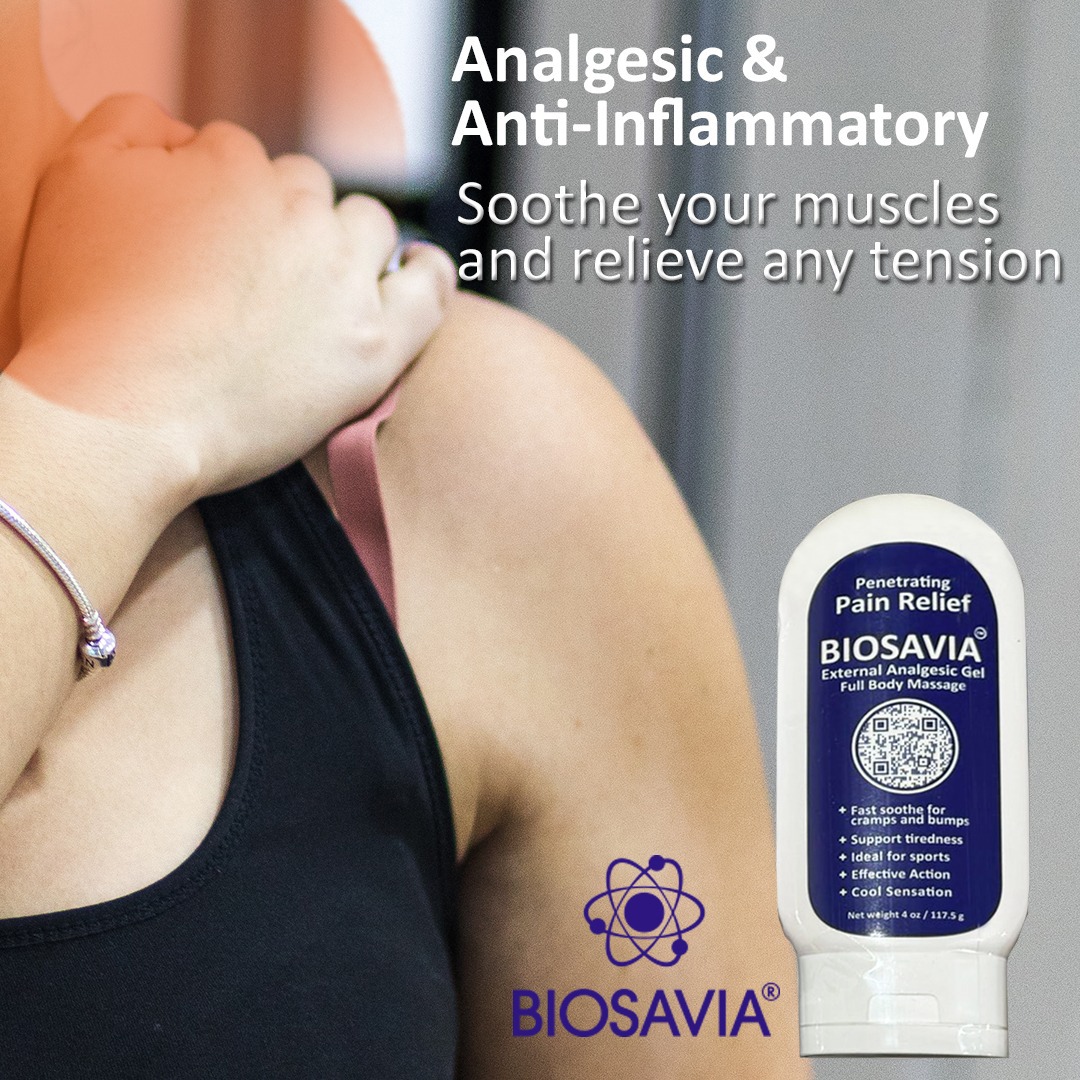 Analgesic &
Anti-Inflammatory
Soothe your muscles
and relieve any tension
Penetrating
Pain Relief
BIOSAVIA™
External Analgesic Gel
Full Body Massage
+ Fast soothe for
cramps and bumps
+ Support tiredness
+ Ideal for sports
+ Effective Action
+ Cool Sensation
Net weight 4 oz / 117.5 g
BIOSAVIA®